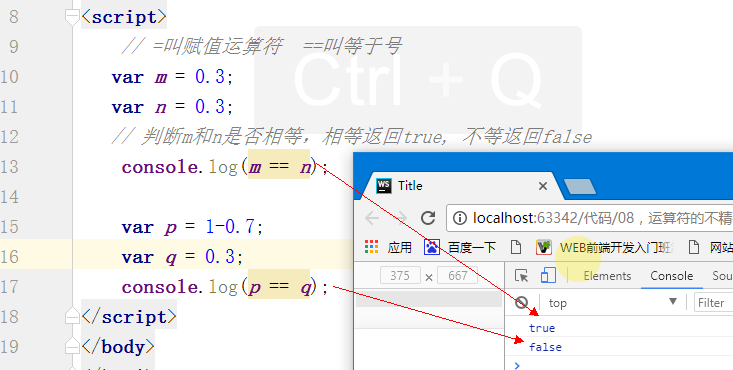 8 <script>
9 // =叫赋值运算符 ==叫等于号
10 var m = 0.3;
11 var n = 0.3;
12 // 判断m和n是否相等，相等返回true, 不等返回false
13 console.log(m == n);
14
15 var p = 1-0.7;
16 var q = 0.3;
17 console.log(p == q);
18 </script>
19 </body>
Ctrl + Q
WS Title
localhost:63342/代码/08，运算符的不精
应用 百度一下 WEB前端开发入门班 网站
375 × 667 Elements Console Sou
top Filter
true
false